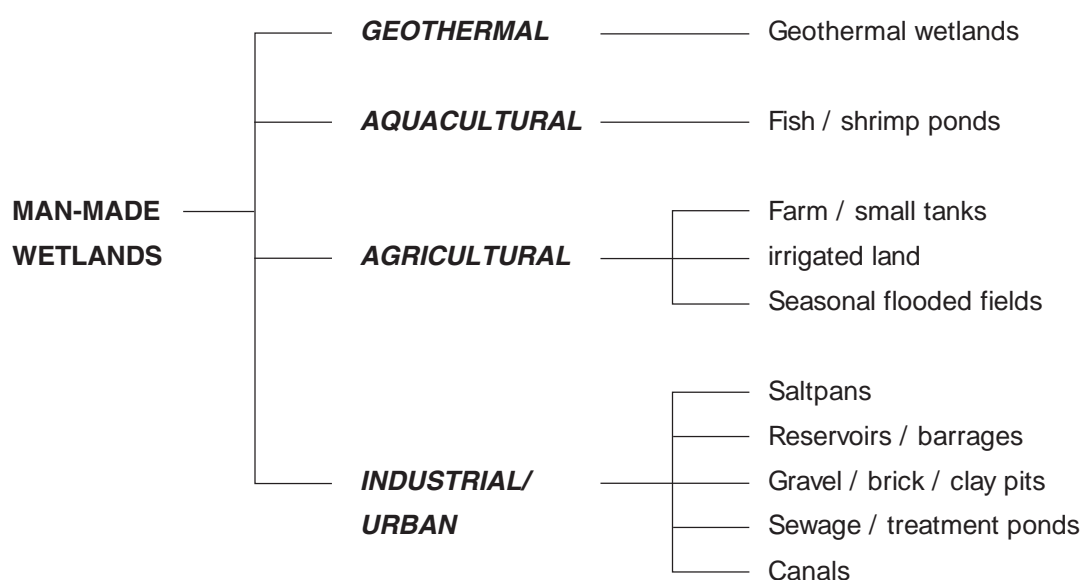 GEOTHERMAL
Geothermal wetlands
AQUACULTURAL
Fish / shrimp ponds
MAN-MADE
WETLANDS
AGRICULTURAL
Farm / small tanks
irrigated land
Seasonal flooded fields
INDUSTRIAL/
URBAN
Saltpans
Reservoirs / barrages
Gravel / brick / clay pits
Sewage / treatment ponds
Canals